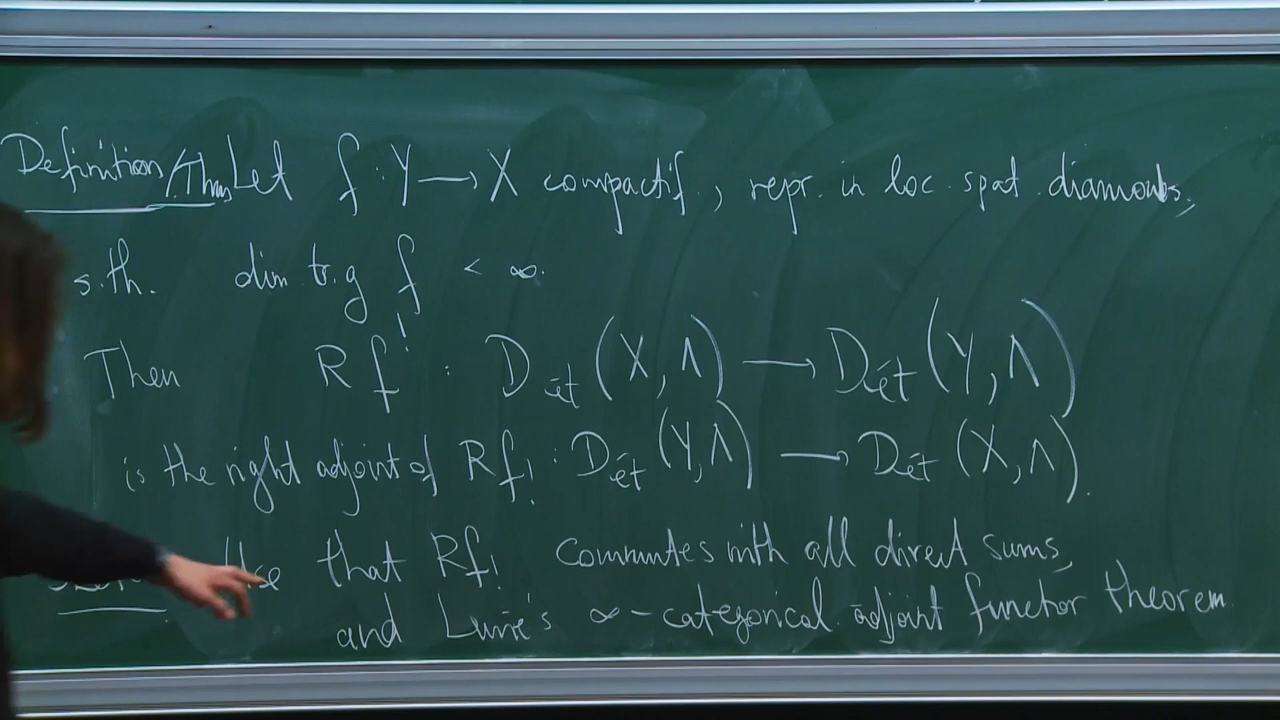 Definition/Thm Let f : Y → X compactif., repr. in loc. spat. diamonds,
s.th. dim tr.g f < ∞.
Then Rf^! : D_ét (X, Λ) → D_ét (Y, Λ)
is the right adjoint of Rf_! : D_ét (Y, Λ) → D_ét (X, Λ).
that Rf_! commutes with all direct sums,
and Lurie's ∞-categorical adjoint functor theorem